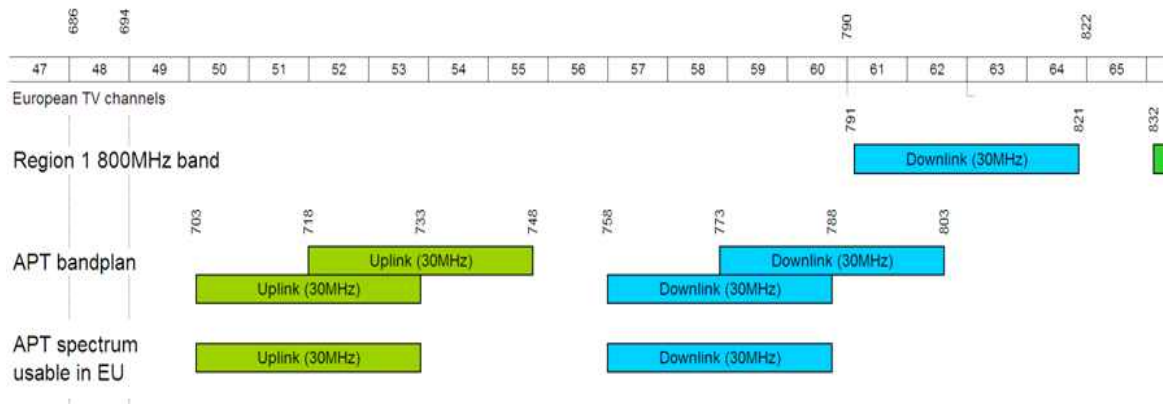 686 694 790 822
47 48 49 50 51 52 53 54 55 56 57 58 59 60 61 62 63 64 65
European TV channels
791 821 832
Region 1 800MHz band Downlink (30MHz)
703 718 733 748 758 773 788 803
APT bandplan Uplink (30MHz) Downlink (30MHz)
Uplink (30MHz) Downlink (30MHz)
APT spectrum
usable in EU Uplink (30MHz) Downlink (30MHz)